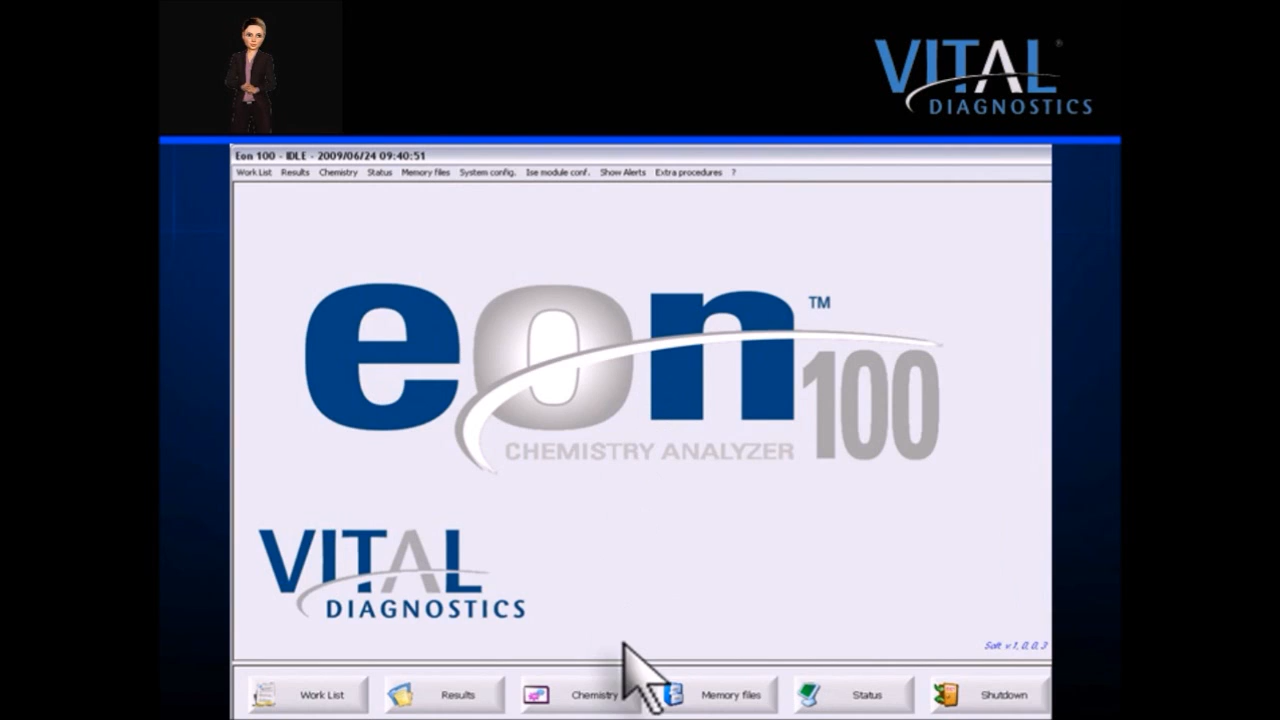 VITAL®
DIAGNOSTICS
Eon 100 - IDLE - 2009/06/24 09:40:51
Work List Results Chemistry Status Memory files System config. Ise module conf. Show Alerts Extra procedures ?
eon™
100
CHEMISTRY ANALYZER
VITAL
DIAGNOSTICS
Soft v 1, 0, 0, 3
Work List Results Chemistry Memory files Status Shutdown